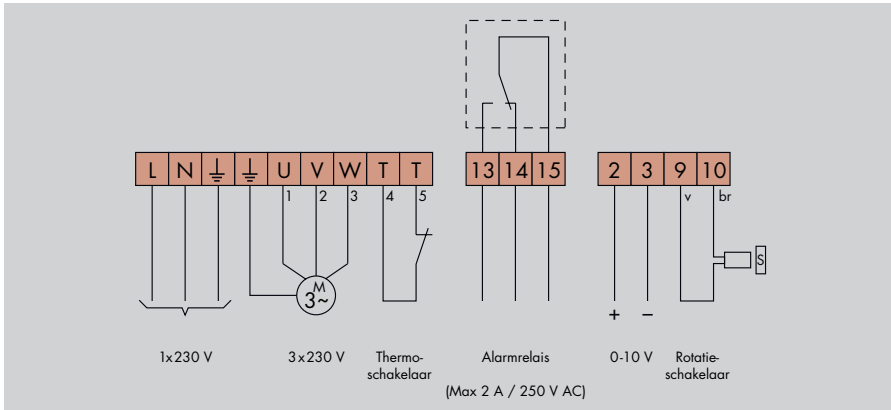 L N U V W T T
1 2 3 4 5
13 14 15
2 3 9 10
v br
M
3~
S
+ −
1x230 V
3x230 V
Thermo-
schakelaar
Alarmrelais
(Max 2 A / 250 V AC)
0-10 V
Rotatie-
schakelaar